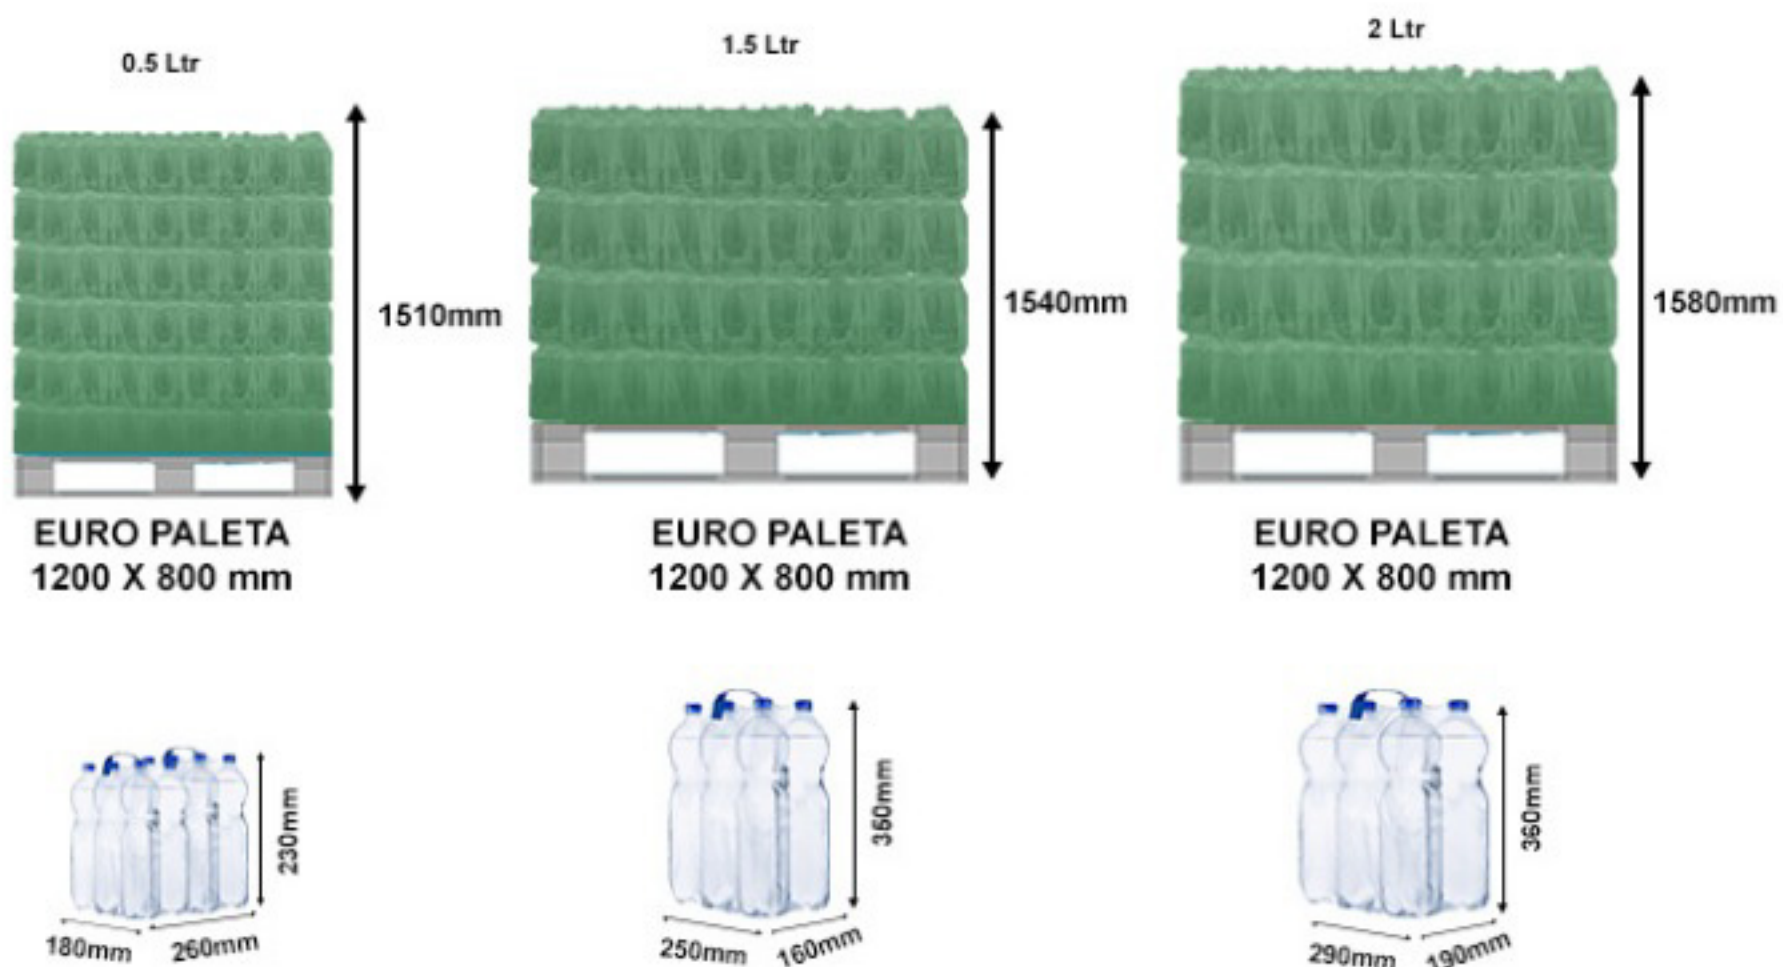 0.5 Ltr
1.5 Ltr
2 Ltr
1510mm
1540mm
1580mm
EURO PALETA
1200 X 800 mm
EURO PALETA
1200 X 800 mm
EURO PALETA
1200 X 800 mm
230mm
180mm
260mm
350mm
250mm
160mm
360mm
290mm
190mm